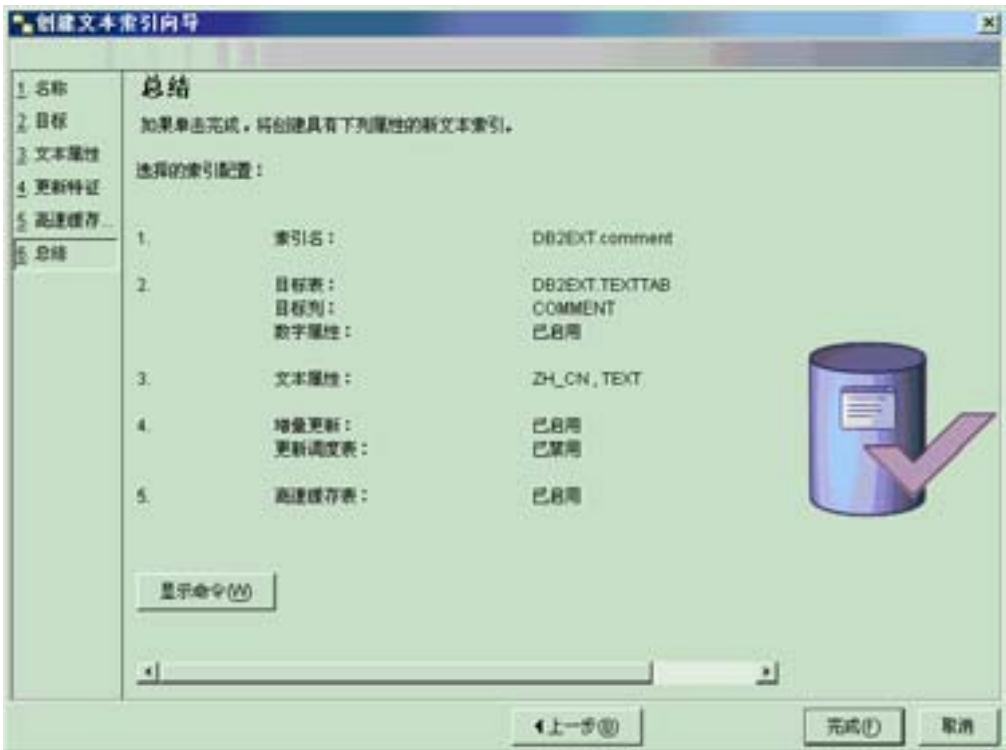 创建文本索引向导
1 名称
2 目标
3 文本属性
4 更新特征
5 高速缓存...
6 总结
总结
如果单击完成，将创建具有下列属性的新文本索引。
选择的索引配置：
1. 索引名： DB2EXT.comment
2. 目标表： DB2EXT.TEXTTAB
目标列： COMMENT
数字属性： 已启用
3. 文本属性： ZH_CN , TEXT
4. 增量更新： 已启用
更新调度表： 已禁用
5. 高速缓存表： 已启用
显示命令(W)
上一步(B)
完成(F)
取消